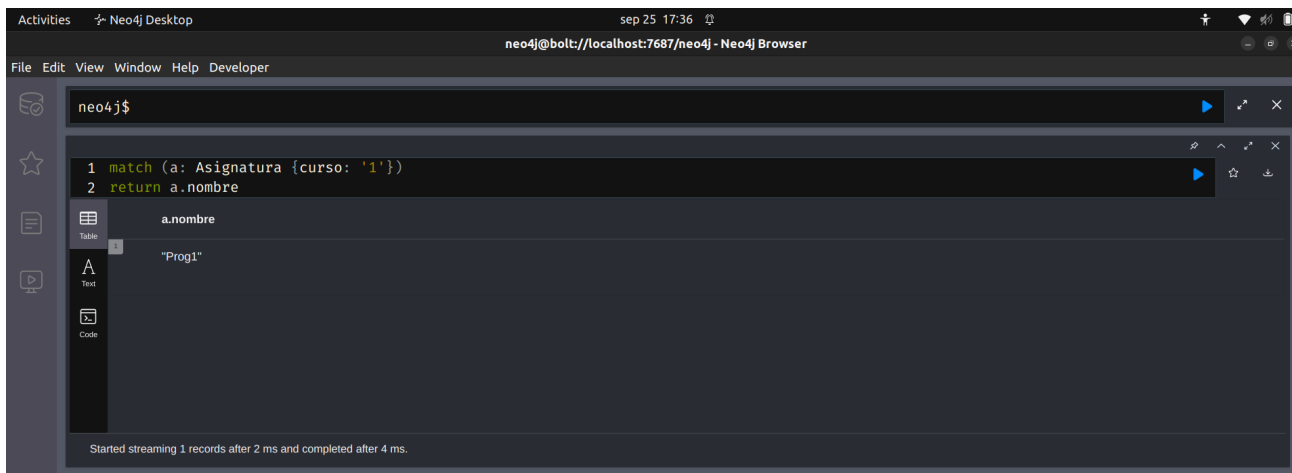 Activities Neo4j Desktop sep 25 17:36
neo4j@bolt://localhost:7687/neo4j - Neo4j Browser
File Edit View Window Help Developer
neo4j$
1 match (a: Asignatura {curso: '1'})
2 return a.nombre
Table
a.nombre
1
"Prog1"
A
Text
Code
Started streaming 1 records after 2 ms and completed after 4 ms.